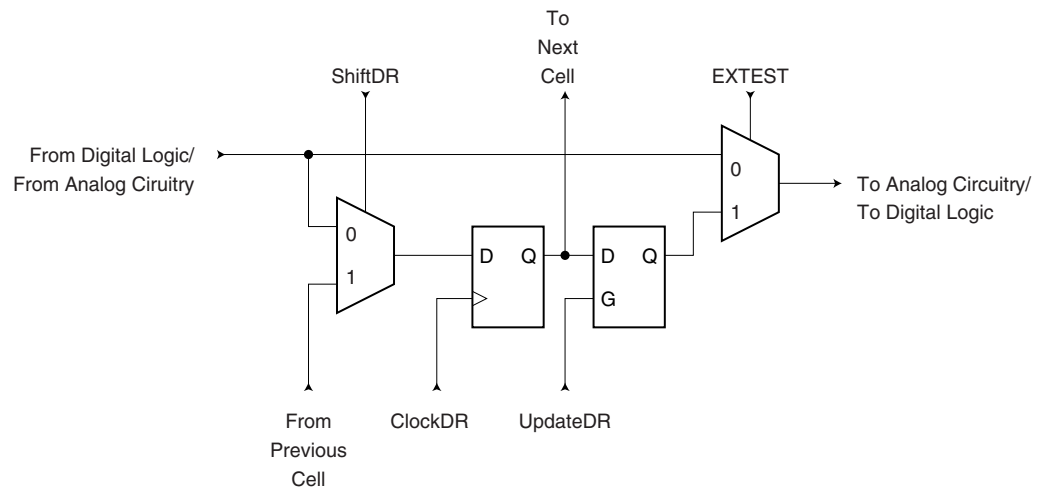 To
Next
Cell
ShiftDR
EXTEST
From Digital Logic/
From Analog Ciruitry
0
1
To Analog Circuitry/
To Digital Logic
0
1
D Q
D Q
G
From
Previous
Cell
ClockDR
UpdateDR